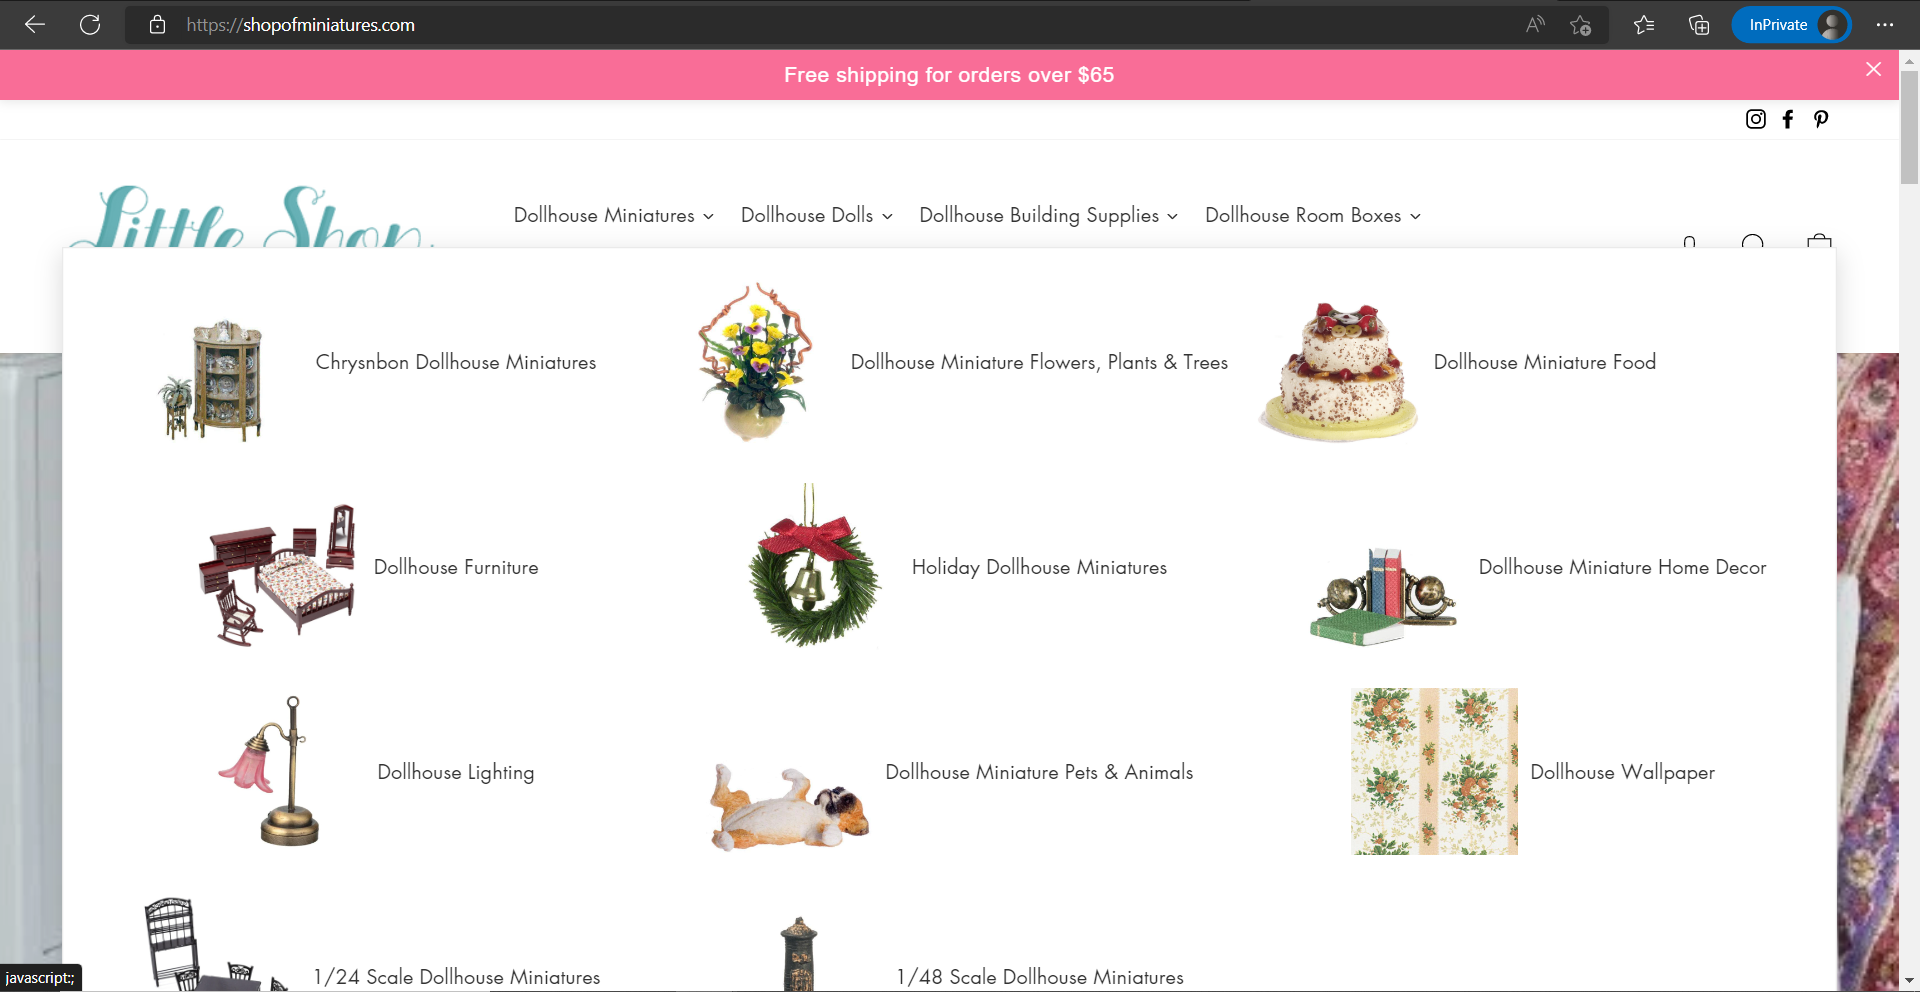 https://shopofminiatures.com
InPrivate
Free shipping for orders over $65
Little Shop
Dollhouse Miniatures
Dollhouse Dolls
Dollhouse Building Supplies
Dollhouse Room Boxes
Chrysnbon Dollhouse Miniatures
Dollhouse Miniature Flowers, Plants & Trees
Dollhouse Miniature Food
Dollhouse Furniture
Holiday Dollhouse Miniatures
Dollhouse Miniature Home Decor
Dollhouse Lighting
Dollhouse Miniature Pets & Animals
Dollhouse Wallpaper
1/24 Scale Dollhouse Miniatures
1/48 Scale Dollhouse Miniatures
javascript:;